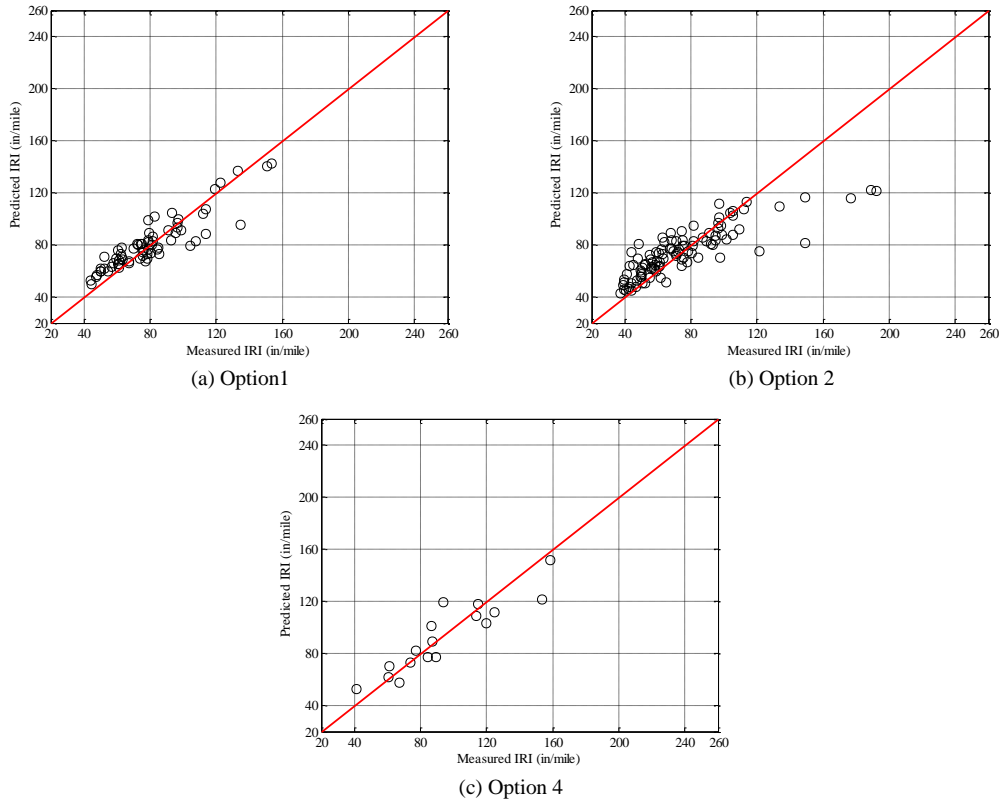 260
240
200
160
120
80
40
20
Predicted IRI (in/mile)
20 40 80 120 160 200 240 260
Measured IRI (in/mile)
(a) Option1
260
240
200
160
120
80
40
20
Predicted IRI (in/mile)
20 40 80 120 160 200 240 260
Measured IRI (in/mile)
(b) Option 2
260
240
200
160
120
80
40
20
Predicted IRI (in/mile)
20 40 80 120 160 200 240 260
Measured IRI (in/mile)
(c) Option 4